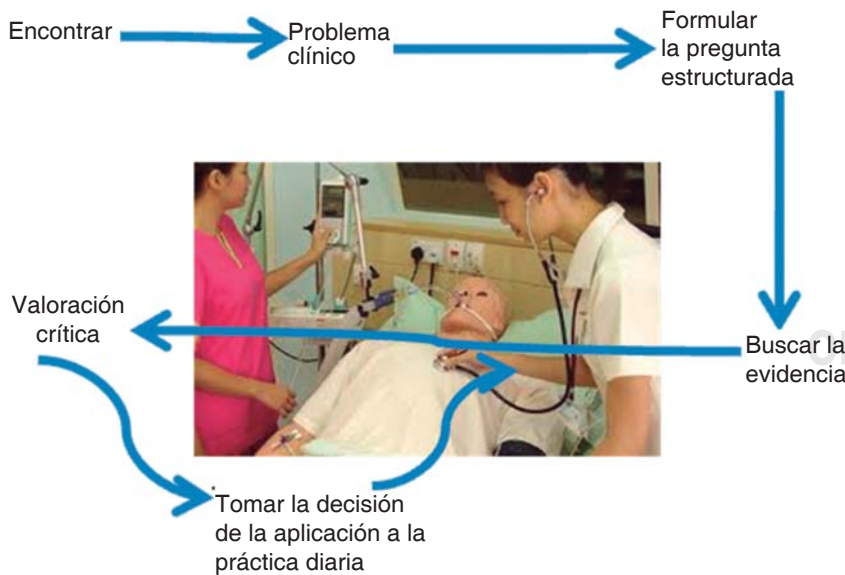 Encontrar
Problema
clínico
Formular
la pregunta
estructurada
Buscar la
evidencia
Valoración
crítica
Tomar la decisión
de la aplicación a la
práctica diaria